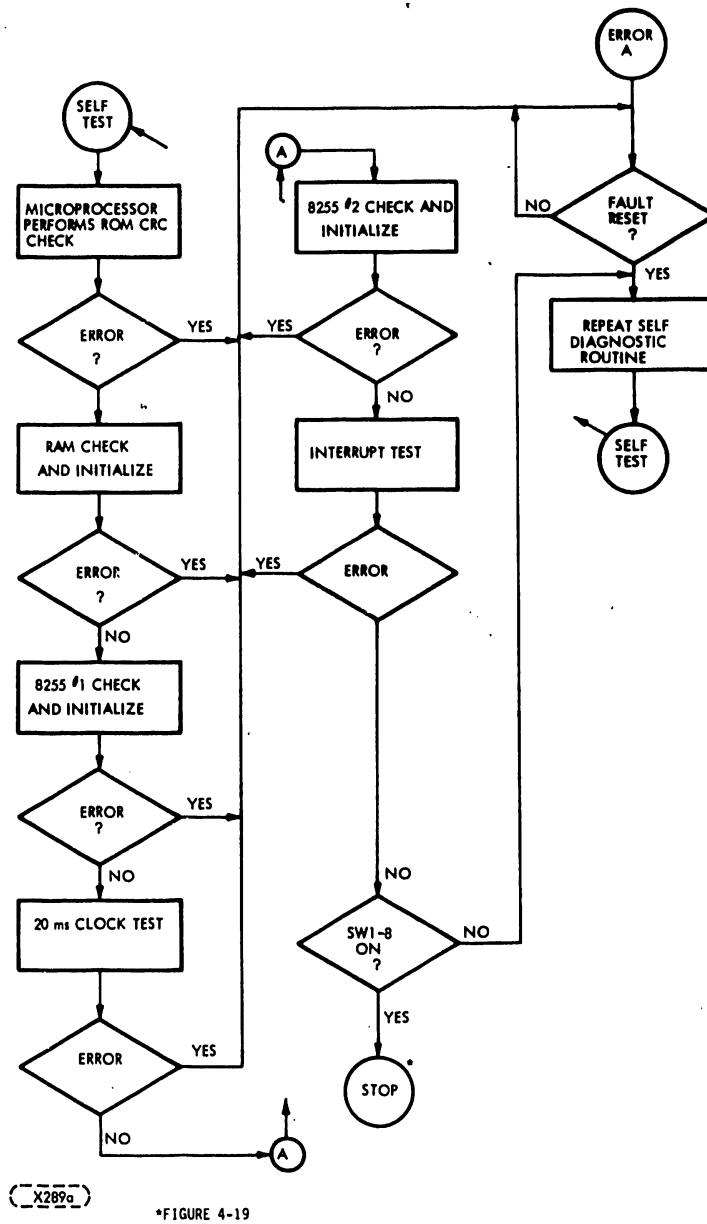 SELF
TEST
MICROPROCESSOR
PERFORMS ROM CRC
CHECK
ERROR
?
YES
RAM CHECK
AND INITIALIZE
ERROR
?
YES
NO
8255 #1 CHECK
AND INITIALIZE
ERROR
?
YES
NO
20 ms CLOCK TEST
ERROR
YES
NO
A
A
8255 #2 CHECK AND
INITIALIZE
YES
ERROR
?
NO
INTERRUPT TEST
YES
ERROR
NO
SW1-8
ON
?
NO
YES
STOP
*
ERROR
A
NO
FAULT
RESET
?
YES
REPEAT SELF
DIAGNOSTIC
ROUTINE
SELF
TEST
X289a
*FIGURE 4-19